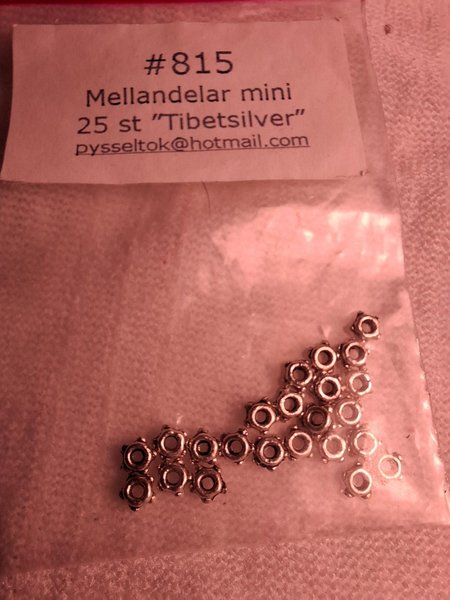 #815
Mellandelar mini
25 st ”Tibetsilver”
pysseltok@hotmail.com